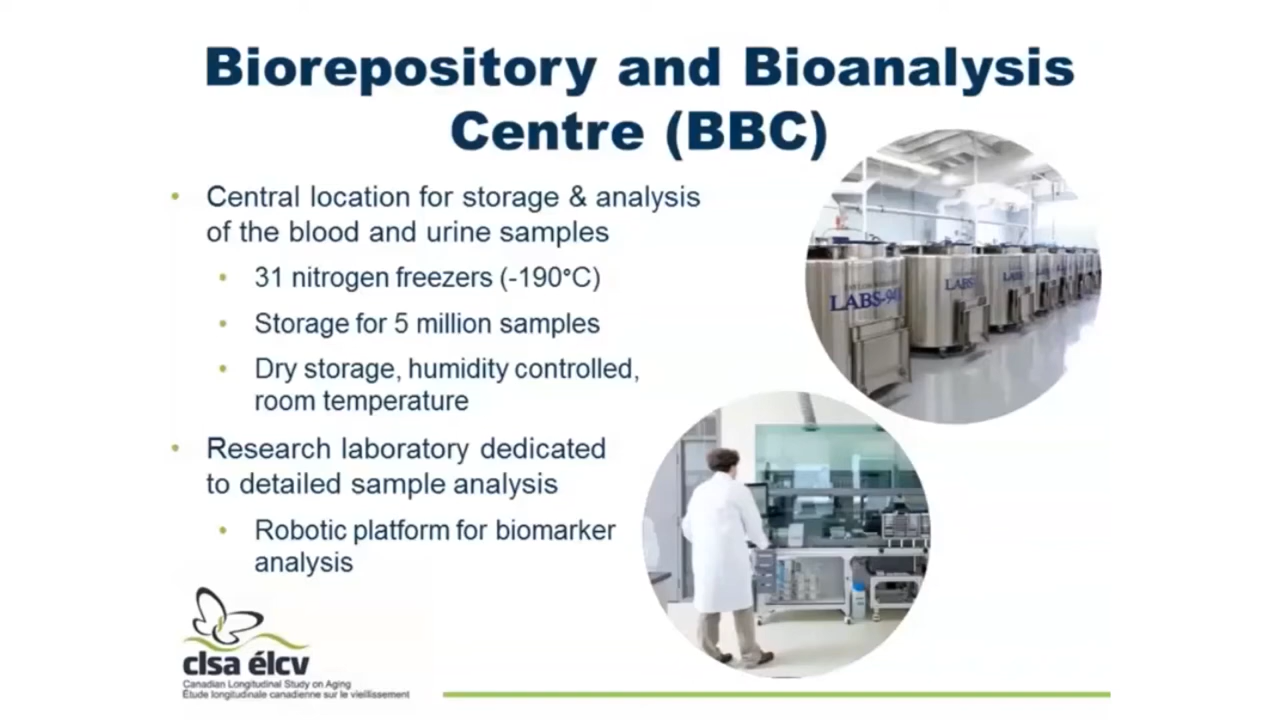 Biorepository and Bioanalysis
Centre (BBC)
• Central location for storage & analysis
of the blood and urine samples
• 31 nitrogen freezers (-190°C)
• Storage for 5 million samples
• Dry storage, humidity controlled,
room temperature
• Research laboratory dedicated
to detailed sample analysis
• Robotic platform for biomarker
analysis
LABS-94
LABS
clsa élcv
Canadian Longitudinal Study on Aging
Étude longitudinale canadienne sur le vieillissement